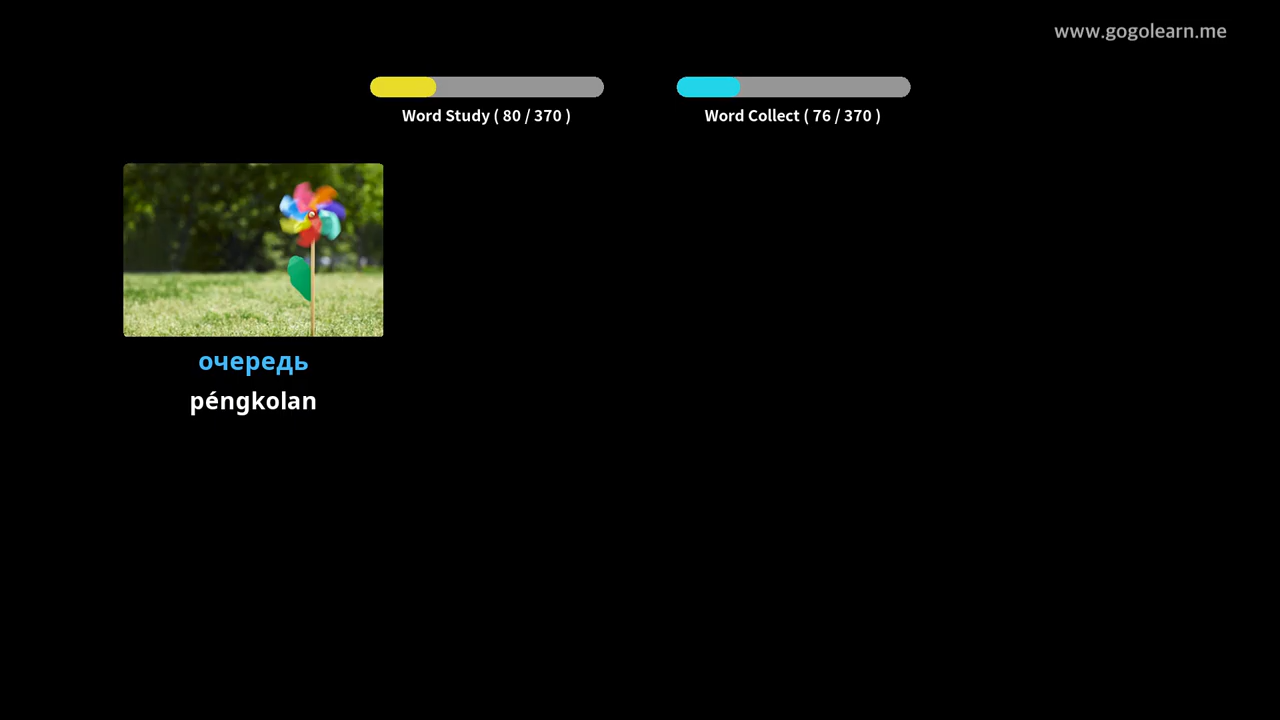 www.gogolearn.me
Word Study ( 80 / 370 )
Word Collect ( 76 / 370 )
очередь
péngkolan